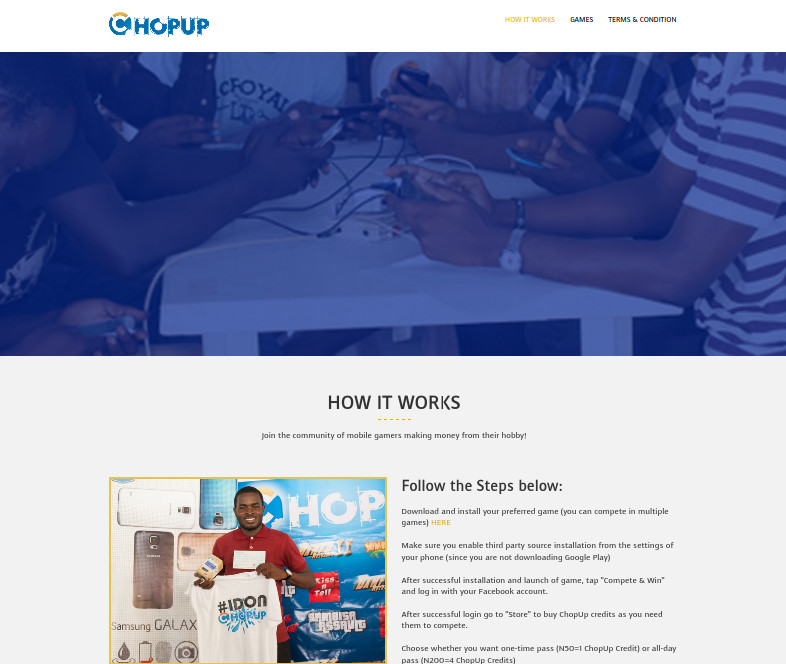 CHOPUP
HOW IT WORKS
GAMES
TERMS & CONDITION
HOW IT WORKS
Join the community of mobile gamers making money from their hobby!
CHOP
Kiss
n
Tell
SAMBISA
ASSAULT
#IDON
CHOPUP
Samsung GALAX
Follow the Steps below:
Download and install your preferred game (you can compete in multiple
games) HERE
Make sure you enable third party source installation from the settings of
your phone (since you are not downloading Google Play)
After successful installation and launch of game, tap "Compete & Win"
and log in with your Facebook account.
After successful login go to "Store" to buy ChopUp credits as you need
them to compete.
Choose whether you want one-time pass (N50=1 ChopUp Credit) or all-day
pass (N200=4 ChopUp Credits)